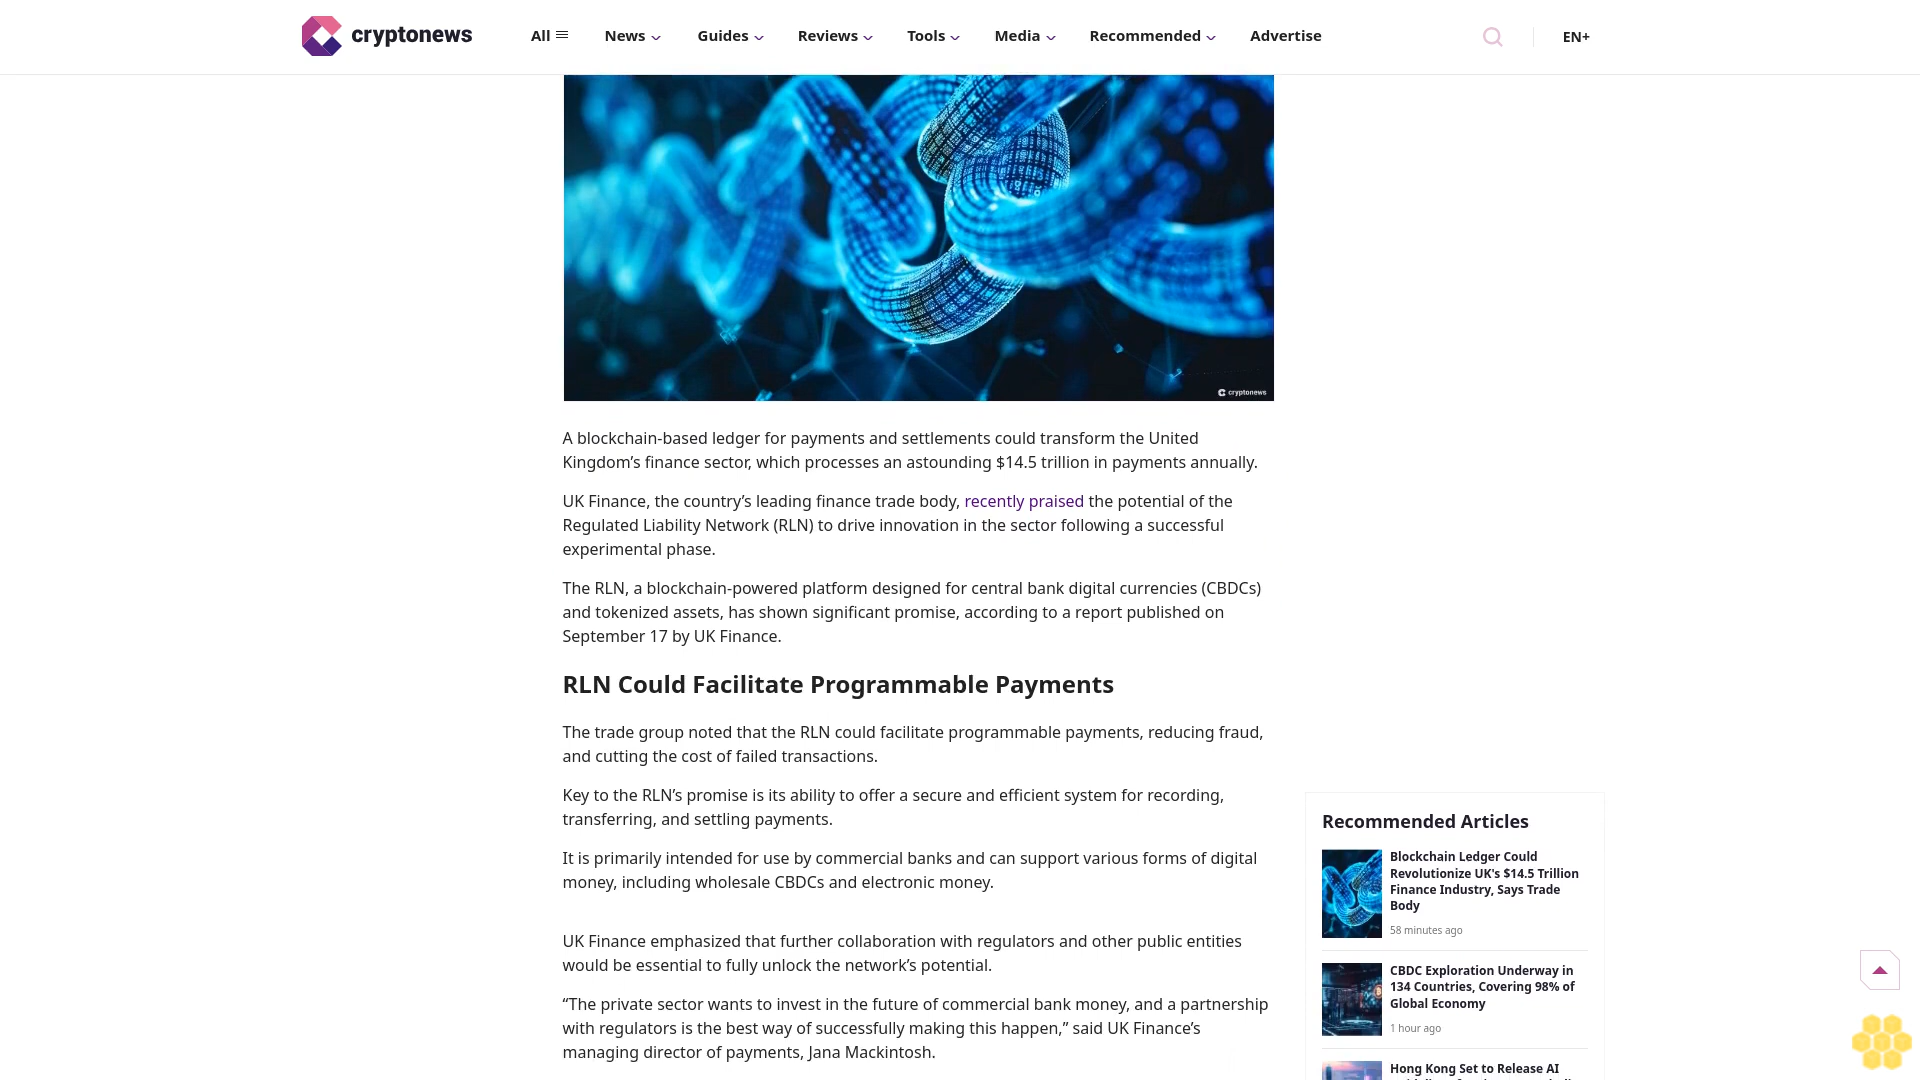 cryptonews
All
News
Guides
Reviews
Tools
Media
Recommended
Advertise
EN+
cryptonews
A blockchain-based ledger for payments and settlements could transform the United
Kingdom’s finance sector, which processes an astounding $14.5 trillion in payments annually.
UK Finance, the country’s leading finance trade body, recently praised the potential of the
Regulated Liability Network (RLN) to drive innovation in the sector following a successful
experimental phase.
The RLN, a blockchain-powered platform designed for central bank digital currencies (CBDCs)
and tokenized assets, has shown significant promise, according to a report published on
September 17 by UK Finance.
RLN Could Facilitate Programmable Payments
The trade group noted that the RLN could facilitate programmable payments, reducing fraud,
and cutting the cost of failed transactions.
Key to the RLN’s promise is its ability to offer a secure and efficient system for recording,
transferring, and settling payments.
It is primarily intended for use by commercial banks and can support various forms of digital
money, including wholesale CBDCs and electronic money.
UK Finance emphasized that further collaboration with regulators and other public entities
would be essential to fully unlock the network’s potential.
“The private sector wants to invest in the future of commercial bank money, and a partnership
with regulators is the best way of successfully making this happen,” said UK Finance’s
managing director of payments, Jana Mackintosh.
Recommended Articles
Blockchain Ledger Could
Revolutionize UK's $14.5 Trillion
Finance Industry, Says Trade
Body
58 minutes ago
CBDC Exploration Underway in
134 Countries, Covering 98% of
Global Economy
1 hour ago
Hong Kong Set to Release AI